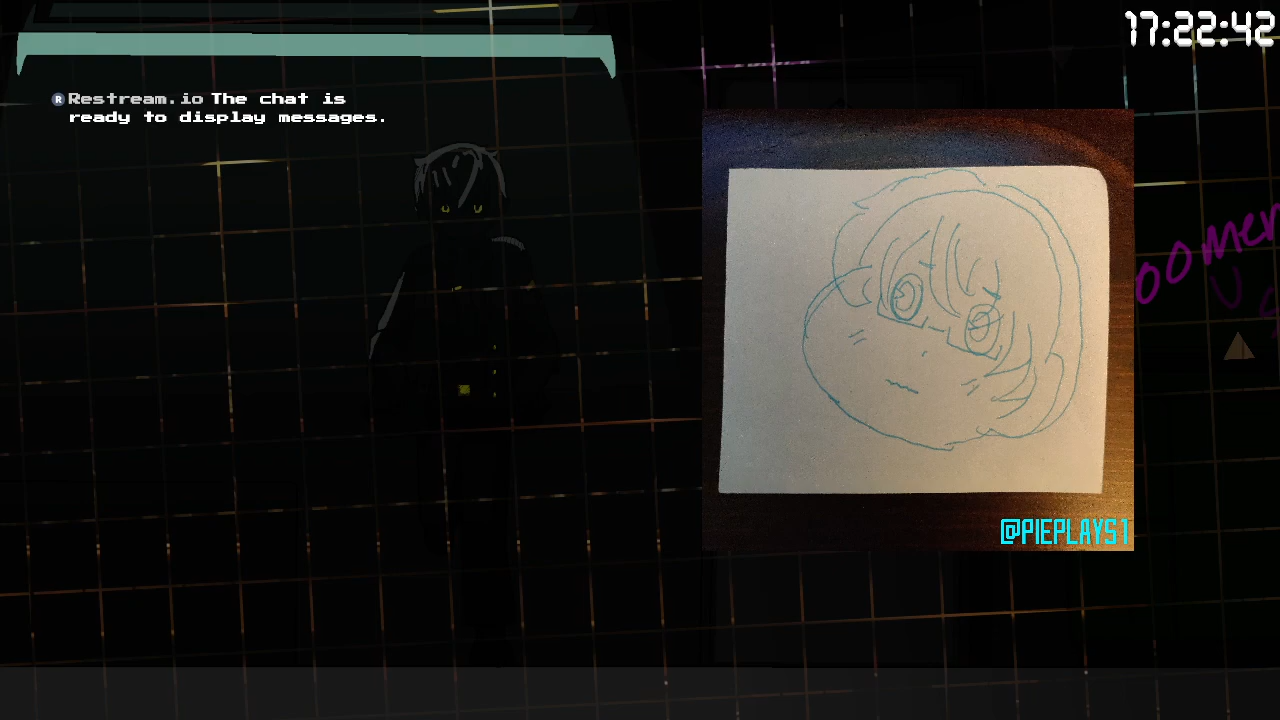 17:22:42
Restream.io The chat is
ready to display messages.
@PIEPLAYS1